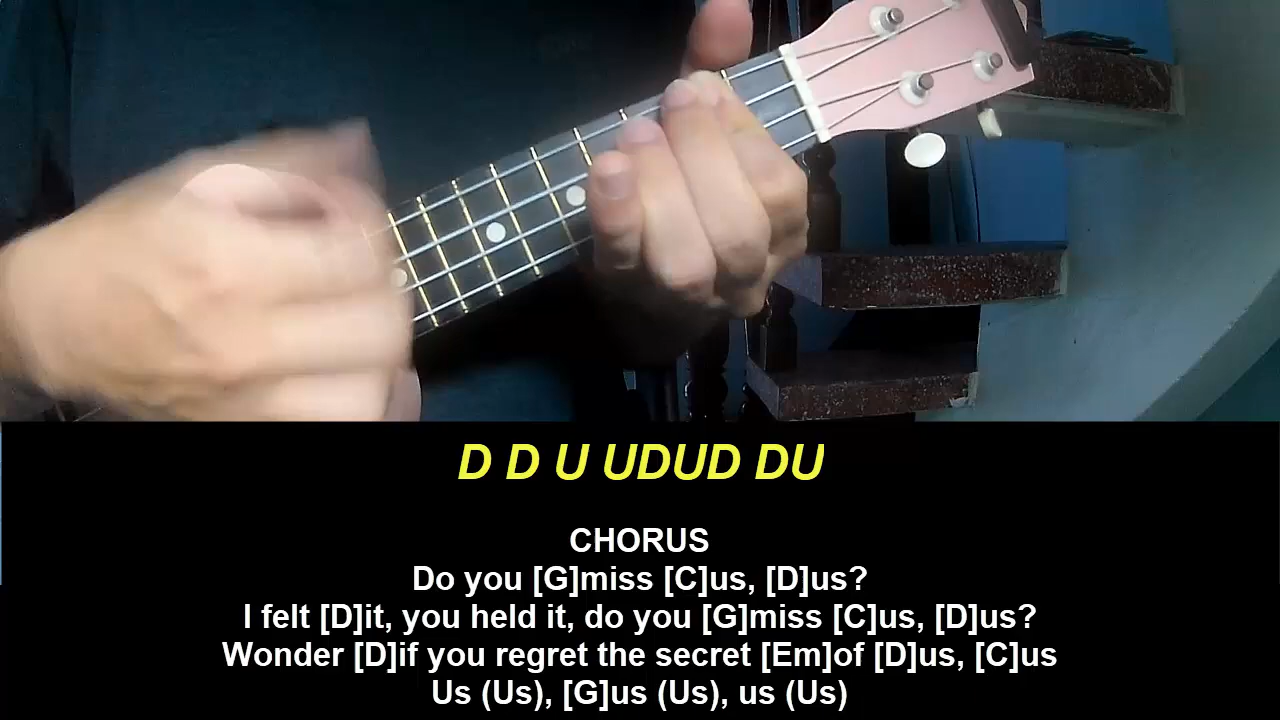 D D U UDUD DU
CHORUS
Do you [G]miss [C]us, [D]us?
I felt [D]it, you held it, do you [G]miss [C]us, [D]us?
Wonder [D]if you regret the secret [Em]of [D]us, [C]us
Us (Us), [G]us (Us), us (Us)